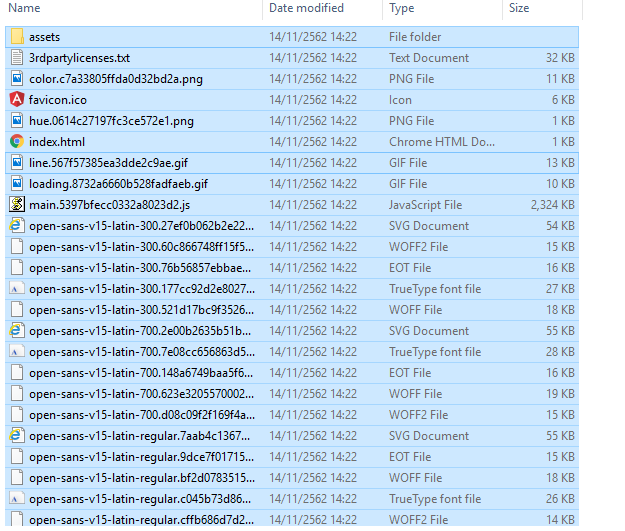 Name Date modified Type Size
assets 14/11/2562 14:22 File folder
3rdpartylicenses.txt 14/11/2562 14:22 Text Document 32 KB
color.c7a33805ffda0d32bd2a.png 14/11/2562 14:22 PNG File 11 KB
favicon.ico 14/11/2562 14:22 Icon 6 KB
hue.0614c27197fc3ce572e1.png 14/11/2562 14:22 PNG File 1 KB
index.html 14/11/2562 14:22 Chrome HTML Do... 1 KB
line.567f57385ea3dde2c9ae.gif 14/11/2562 14:22 GIF File 13 KB
loading.8732a6660b528fadfaeb.gif 14/11/2562 14:22 GIF File 10 KB
main.5397bfecc0332a8023d2.js 14/11/2562 14:22 JavaScript File 2,324 KB
open-sans-v15-latin-300.27ef0b062b2e22... 14/11/2562 14:22 SVG Document 54 KB
open-sans-v15-latin-300.60c866748ff15f5... 14/11/2562 14:22 WOFF2 File 15 KB
open-sans-v15-latin-300.76b56857ebbae... 14/11/2562 14:22 EOT File 16 KB
open-sans-v15-latin-300.177cc92d2e8027... 14/11/2562 14:22 TrueType font file 27 KB
open-sans-v15-latin-300.521d17bc9f3526... 14/11/2562 14:22 WOFF File 18 KB
open-sans-v15-latin-700.2e00b2635b51b... 14/11/2562 14:22 SVG Document 55 KB
open-sans-v15-latin-700.7e08cc656863d5... 14/11/2562 14:22 TrueType font file 28 KB
open-sans-v15-latin-700.148a6749baa5f6... 14/11/2562 14:22 EOT File 16 KB
open-sans-v15-latin-700.623e3205570002... 14/11/2562 14:22 WOFF File 19 KB
open-sans-v15-latin-700.d08c09f2f169f4a... 14/11/2562 14:22 WOFF2 File 15 KB
open-sans-v15-latin-regular.7aab4c1367... 14/11/2562 14:22 SVG Document 55 KB
open-sans-v15-latin-regular.9dce7f01715... 14/11/2562 14:22 EOT File 15 KB
open-sans-v15-latin-regular.bf2d0783515... 14/11/2562 14:22 WOFF File 18 KB
open-sans-v15-latin-regular.c045b73d86... 14/11/2562 14:22 TrueType font file 26 KB
open-sans-v15-latin-regular.cffb686d7d2... 14/11/2562 14:22 WOFF2 File 14 KB